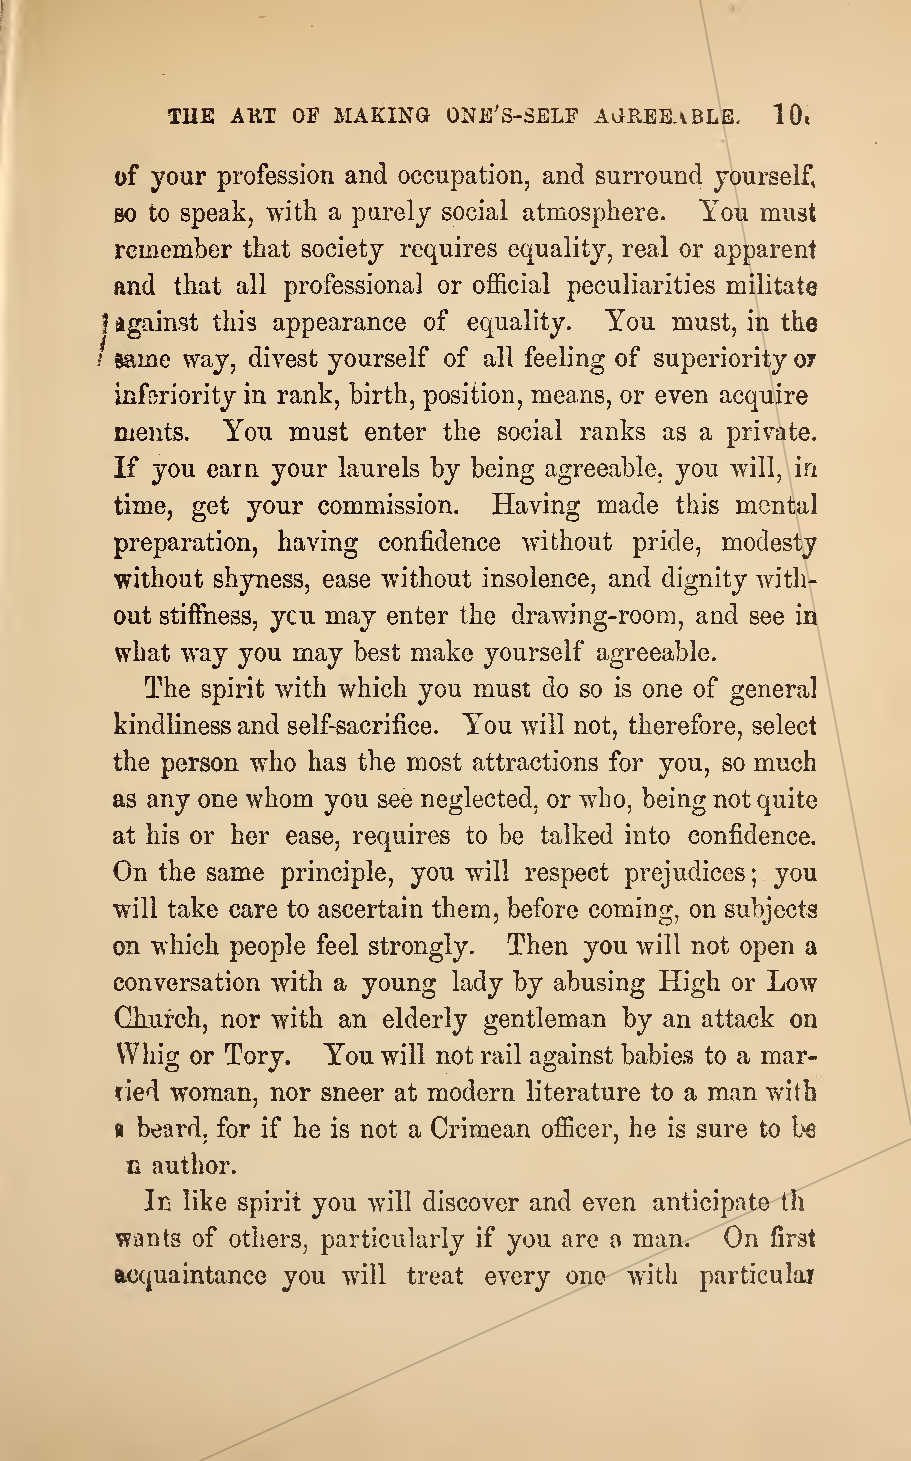 THE ART OF MAKING ONE'S-SELF AGREEABLE. 10
of your profession and occupation, and surround yourself,
so to speak, with a purely social atmosphere. You must
remember that society requires equality, real or apparent
and that all professional or official peculiarities militate
against this appearance of equality. You must, in the
same way, divest yourself of all feeling of superiority or
inferiority in rank, birth, position, means, or even acquire
ments. You must enter the social ranks as a private.
If you earn your laurels by being agreeable, you will, in
time, get your commission. Having made this mental
preparation, having confidence without pride, modesty
without shyness, ease without insolence, and dignity with-
out stiffness, you may enter the drawing-room, and see in
what way you may best make yourself agreeable.
The spirit with which you must do so is one of general
kindliness and self-sacrifice. You will not, therefore, select
the person who has the most attractions for you, so much
as any one whom you see neglected, or who, being not quite
at his or her ease, requires to be talked into confidence.
On the same principle, you will respect prejudices; you
will take care to ascertain them, before coming, on subjects
on which people feel strongly. Then you will not open a
conversation with a young lady by abusing High or Low
Church, nor with an elderly gentleman by an attack on
Whig or Tory. You will not rail against babies to a mar-
ried woman, nor sneer at modern literature to a man with
a beard, for if he is not a Crimean officer, he is sure to be
n author.
In like spirit you will discover and even anticipate th
wants of others, particularly if you are a man. On first
acquaintance you will treat every one with particular